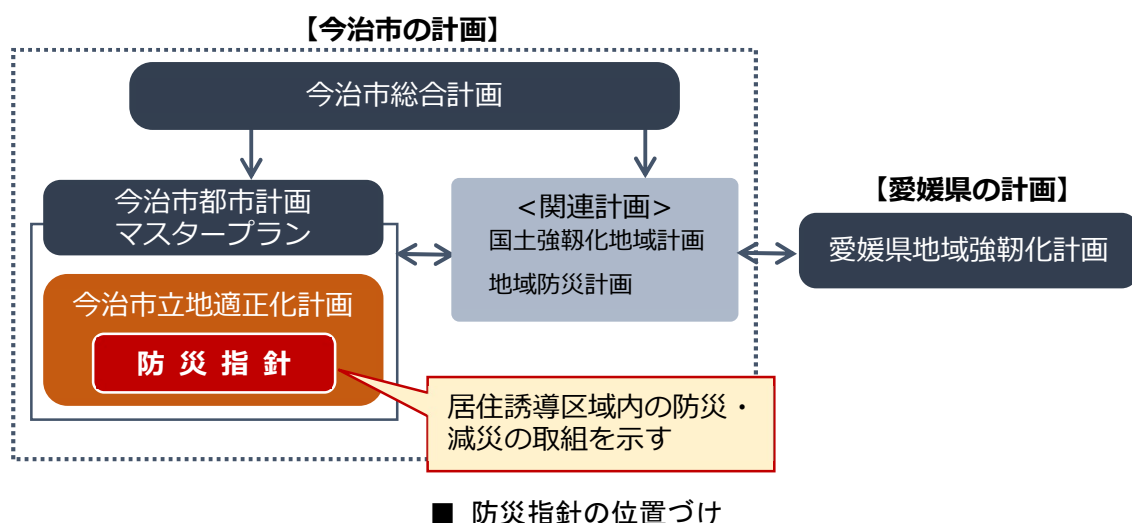 【今治市の計画】
今治市総合計画
今治市都市計画
マスタープラン
<関連計画>
国土強靱化地域計画
地域防災計画
【愛媛県の計画】
愛媛県地域強靱化計画
今治市立地適正化計画
防災指針
居住誘導区域内の防災・
減災の取組を示す
■ 防災指針の位置づけ